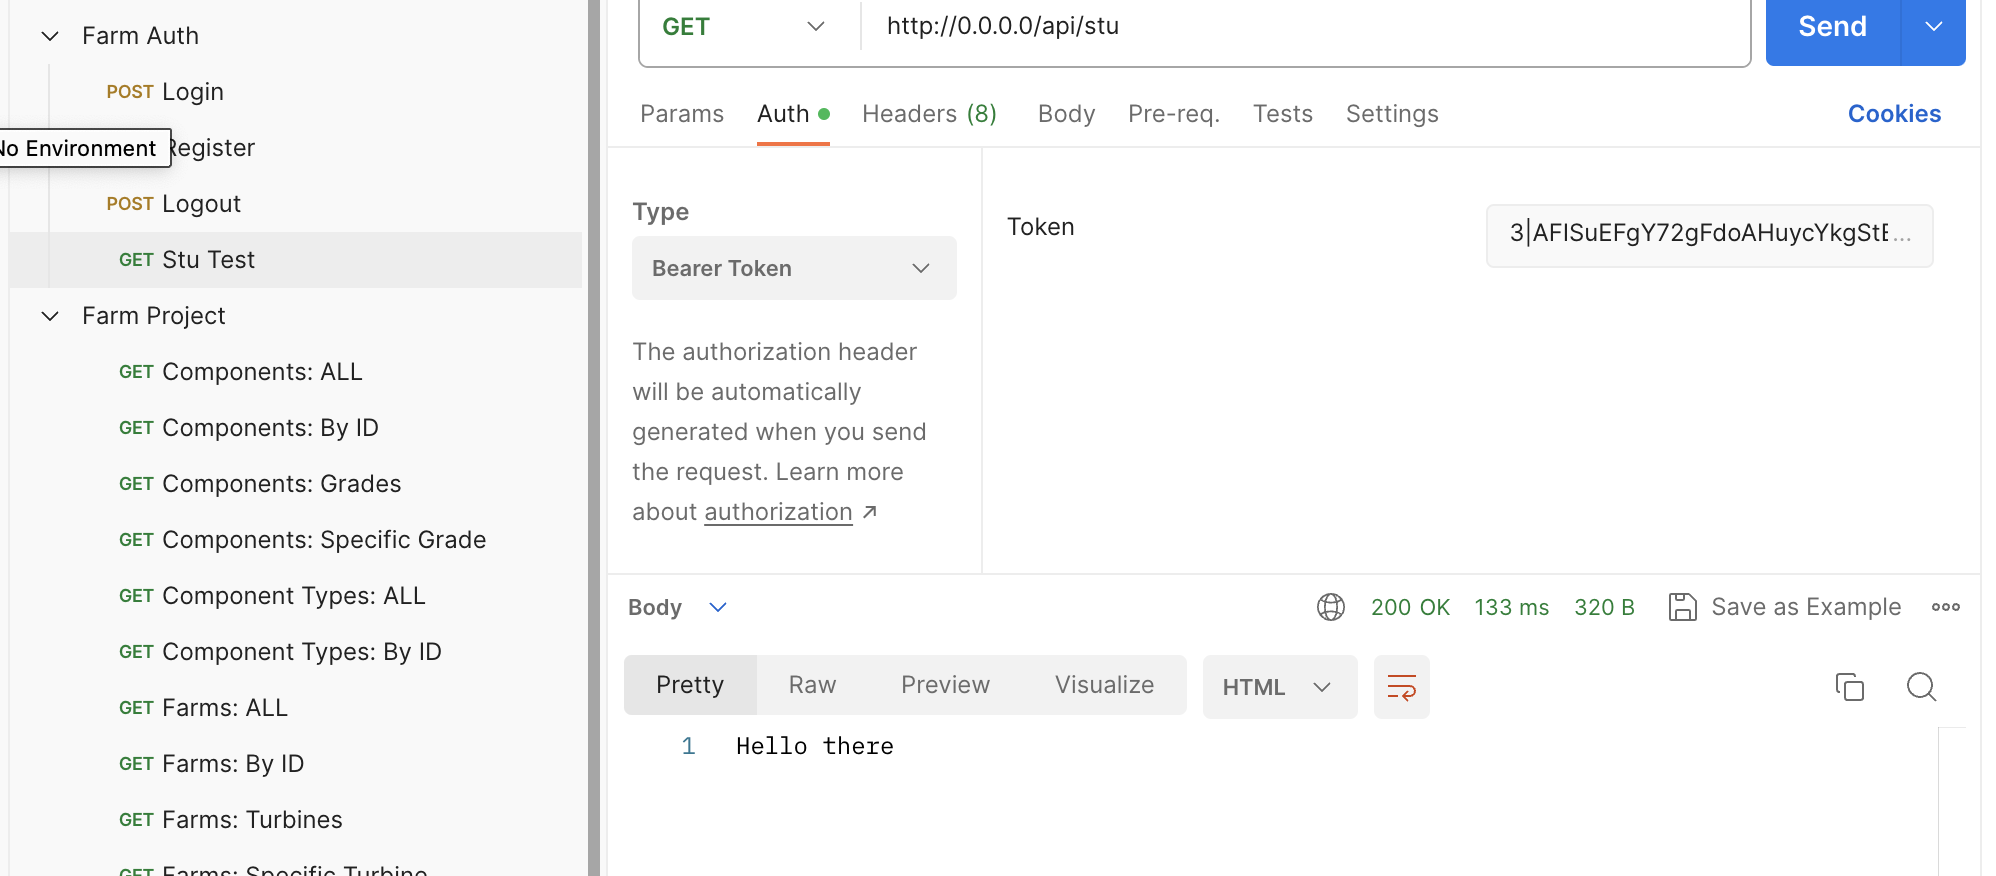 Farm Auth
POST Login
No Environment
Register
POST Logout
GET Stu Test
Farm Project
GET Components: ALL
GET Components: By ID
GET Components: Grades
GET Components: Specific Grade
GET Component Types: ALL
GET Component Types: By ID
GET Farms: ALL
GET Farms: By ID
GET Farms: Turbines
GET Farms: Specific Turbine
GET
http://0.0.0.0/api/stu
Send
Params Auth Headers (8) Body Pre-req. Tests Settings Cookies
Type
Bearer Token
The authorization header
will be automatically
generated when you send
the request. Learn more
about authorization ↗
Token
3|AFISuEFgY72gFdoAHuycYkgStE...
Body
200 OK 133 ms 320 B Save as Example
Pretty Raw Preview Visualize HTML
1 Hello there